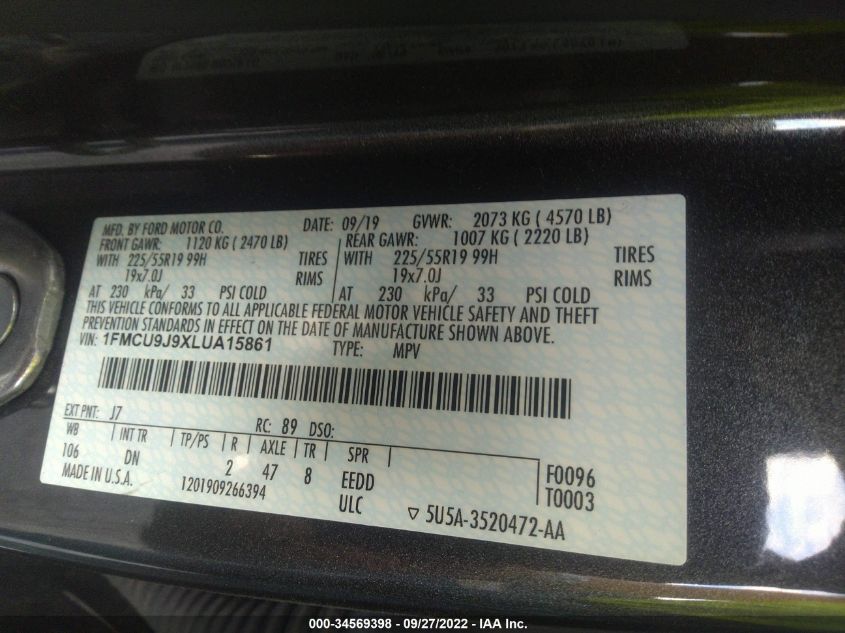 MFD. BY FORD MOTOR CO. DATE: 09/19 GVWR: 2073 KG ( 4570 LB)
FRONT GAWR: 1120 KG ( 2470 LB) REAR GAWR: 1007 KG ( 2220 LB)
WITH 225/55R19 99H TIRES WITH 225/55R19 99H TIRES
19x7.0J RIMS 19x7.0J RIMS
AT 230 kPa/ 33 PSI COLD AT 230 kPa/ 33 PSI COLD
THIS VEHICLE CONFORMS TO ALL APPLICABLE FEDERAL MOTOR VEHICLE SAFETY AND THEFT
PREVENTION STANDARDS IN EFFECT ON THE DATE OF MANUFACTURE SHOWN ABOVE.
VIN: 1FMCU9J9XLUA15861 TYPE: MPV
EXT PNT: J7 RC: 89 DSO:
WB INT TR TP/PS R AXLE TR SPR
106 DN 2 47 8 EEDD F0096
MADE IN U.S.A. 1201909266394 ULC T0003
▽ 5U5A-3520472-AA
000-34569398 - 09/27/2022 - IAA Inc.